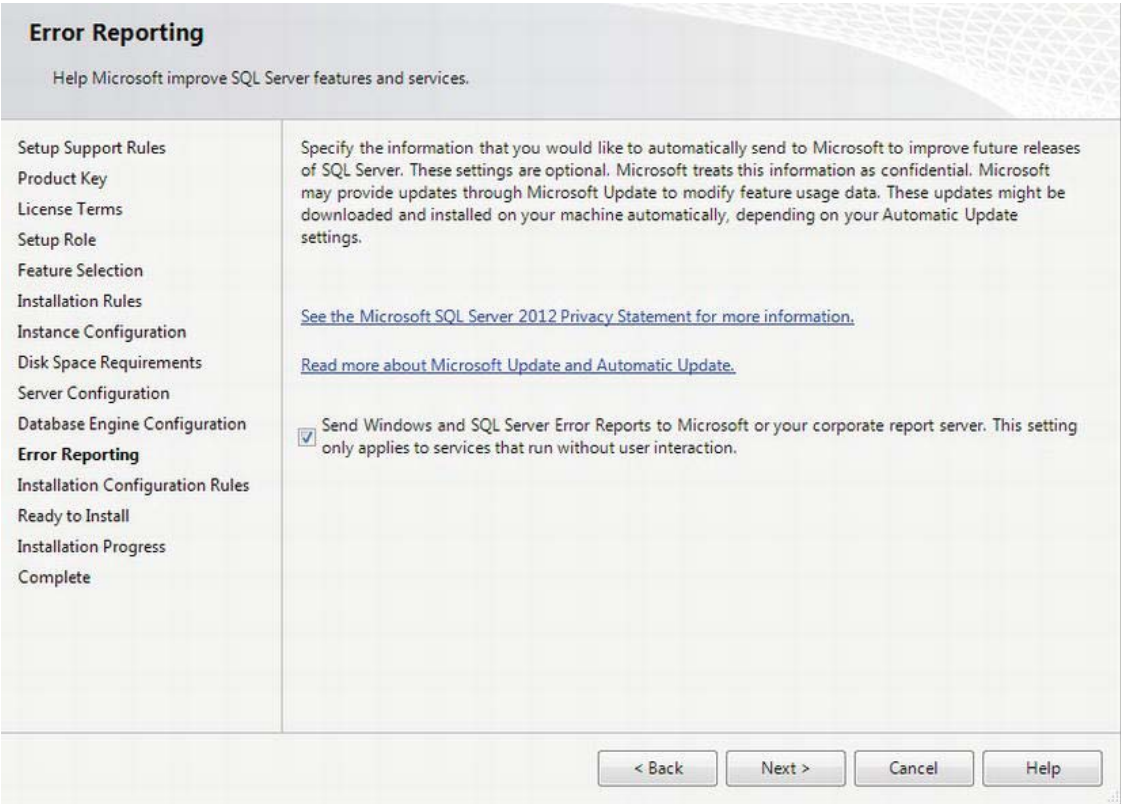 Error Reporting
Help Microsoft improve SQL Server features and services.
Setup Support Rules
Product Key
License Terms
Setup Role
Feature Selection
Installation Rules
Instance Configuration
Disk Space Requirements
Server Configuration
Database Engine Configuration
Error Reporting
Installation Configuration Rules
Ready to Install
Installation Progress
Complete
Specify the information that you would like to automatically send to Microsoft to improve future releases
of SQL Server. These settings are optional. Microsoft treats this information as confidential. Microsoft
may provide updates through Microsoft Update to modify feature usage data. These updates might be
downloaded and installed on your machine automatically, depending on your Automatic Update
settings.
See the Microsoft SQL Server 2012 Privacy Statement for more information.
Read more about Microsoft Update and Automatic Update.
Send Windows and SQL Server Error Reports to Microsoft or your corporate report server. This setting
only applies to services that run without user interaction.
< Back Next > Cancel Help